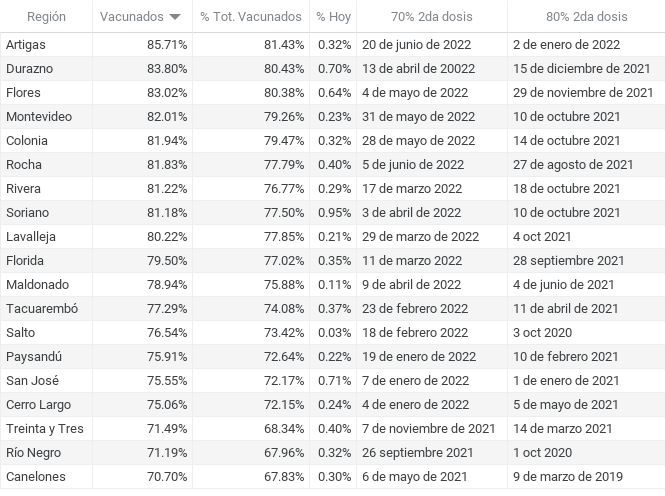 Región Vacunados % Tot. Vacunados % Hoy 70% 2da dosis 80% 2da dosis
Artigas 85.71% 81.43% 0.32% 20 de junio de 2022 2 de enero de 2022
Durazno 83.80% 80.43% 0.70% 13 de abril de 20022 15 de diciembre de 2021
Flores 83.02% 80.38% 0.64% 4 de mayo de 2022 29 de noviembre de 2021
Montevideo 82.01% 79.26% 0.23% 31 de mayo de 2022 10 de octubre 2021
Colonia 81.94% 79.47% 0.32% 28 de mayo de 2022 14 de octubre 2021
Rocha 81.83% 77.79% 0.40% 5 de junio de 2022 27 de agosto de 2021
Rivera 81.22% 76.77% 0.29% 17 de marzo 2022 18 de octubre 2021
Soriano 81.18% 77.50% 0.95% 3 de abril de 2022 10 de octubre 2021
Lavalleja 80.22% 77.85% 0.21% 29 de marzo de 2022 4 oct 2021
Florida 79.50% 77.02% 0.35% 11 de marzo 2022 28 septiembre 2021
Maldonado 78.94% 75.88% 0.11% 9 de abril de 2022 4 de junio de 2021
Tacuarembó 77.29% 74.08% 0.37% 23 de febrero 2022 11 de abril de 2021
Salto 76.54% 73.42% 0.03% 18 de febrero 2022 3 oct 2020
Paysandú 75.91% 72.64% 0.22% 19 de enero de 2022 10 de febrero 2021
San José 75.55% 72.17% 0.71% 7 de enero de 2022 1 de enero de 2021
Cerro Largo 75.06% 72.15% 0.24% 4 de enero de 2022 5 de mayo de 2021
Treinta y Tres 71.49% 68.34% 0.40% 7 de noviembre de 2021 14 de marzo 2021
Río Negro 71.19% 67.96% 0.32% 26 septiembre 2021 1 oct 2020
Canelones 70.70% 67.83% 0.30% 6 de mayo de 2021 9 de marzo de 2019